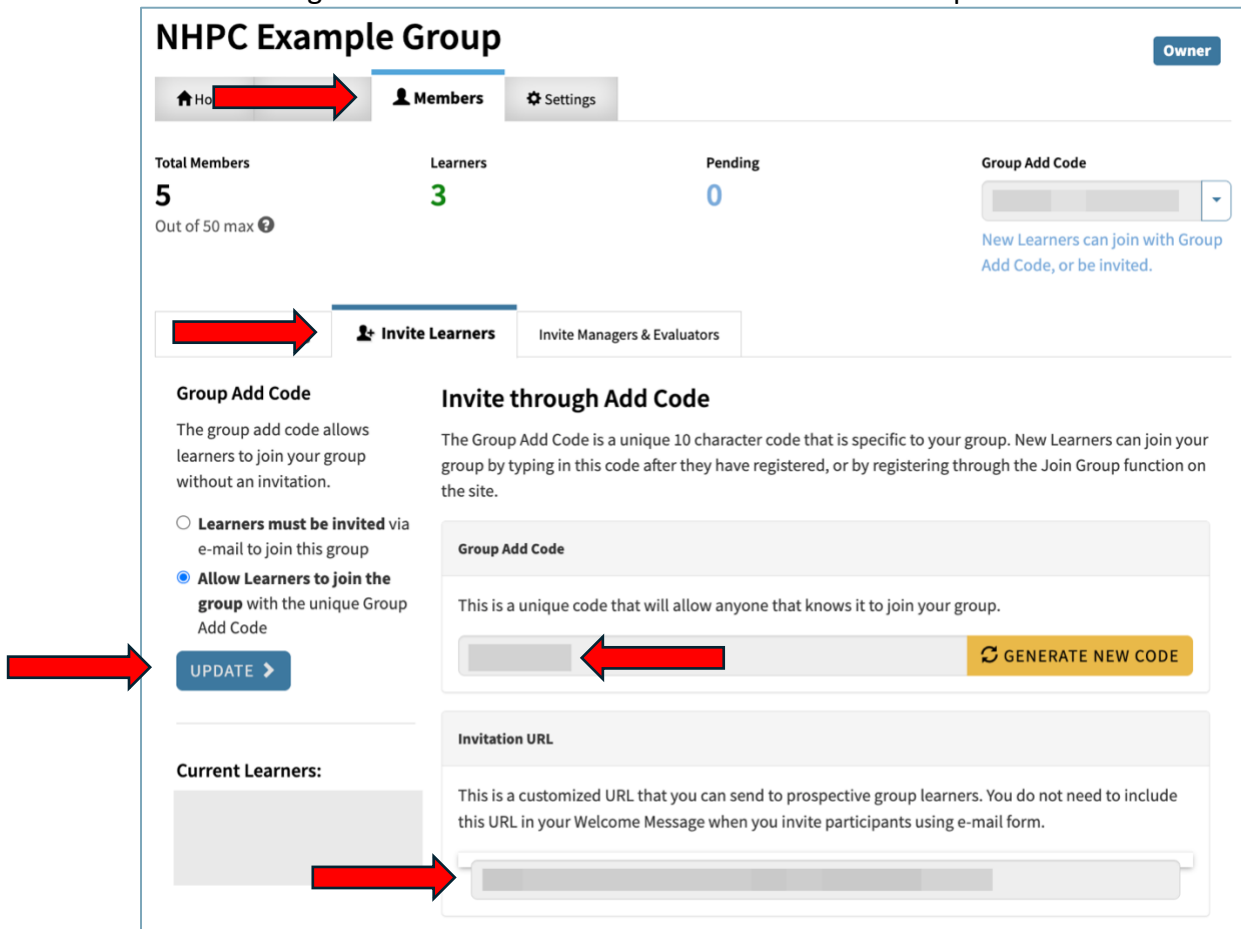 NHPC Example Group
Owner
Members
Settings
Total Members
Learners
Pending
Group Add Code
5
3
0
Out of 50 max
New Learners can join with Group
Add Code, or be invited.
Invite Learners
Invite Managers & Evaluators
Group Add Code
The group add code allows
learners to join your group
without an invitation.
Learners must be invited via
e-mail to join this group
Allow Learners to join the
group with the unique Group
Add Code
UPDATE
Current Learners:
Invite through Add Code
The Group Add Code is a unique 10 character code that is specific to your group. New Learners can join your
group by typing in this code after they have registered, or by registering through the Join Group function on
the site.
Group Add Code
This is a unique code that will allow anyone that knows it to join your group.
GENERATE NEW CODE
Invitation URL
This is a customized URL that you can send to prospective group learners. You do not need to include
this URL in your Welcome Message when you invite participants using e-mail form.